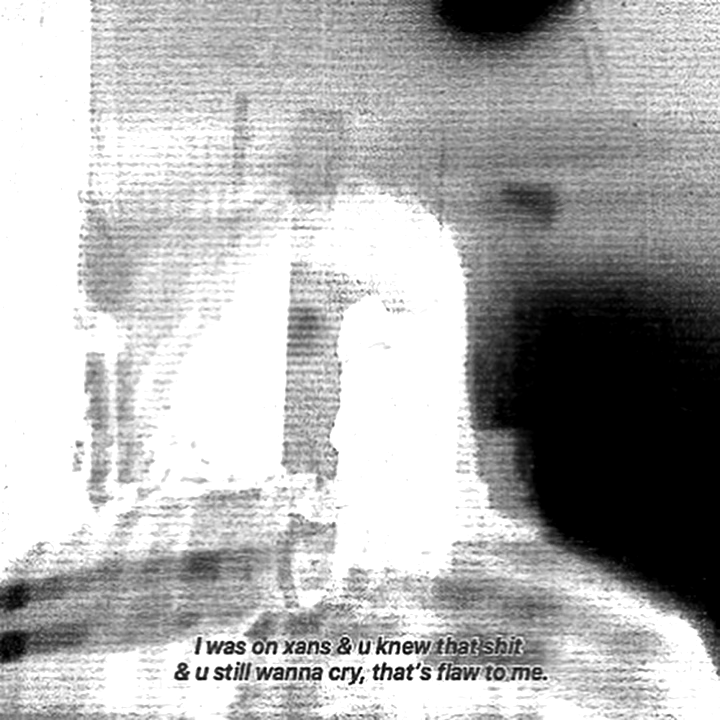 I was on xans & u knew that shit
& u still wanna cry, that's flaw to me.